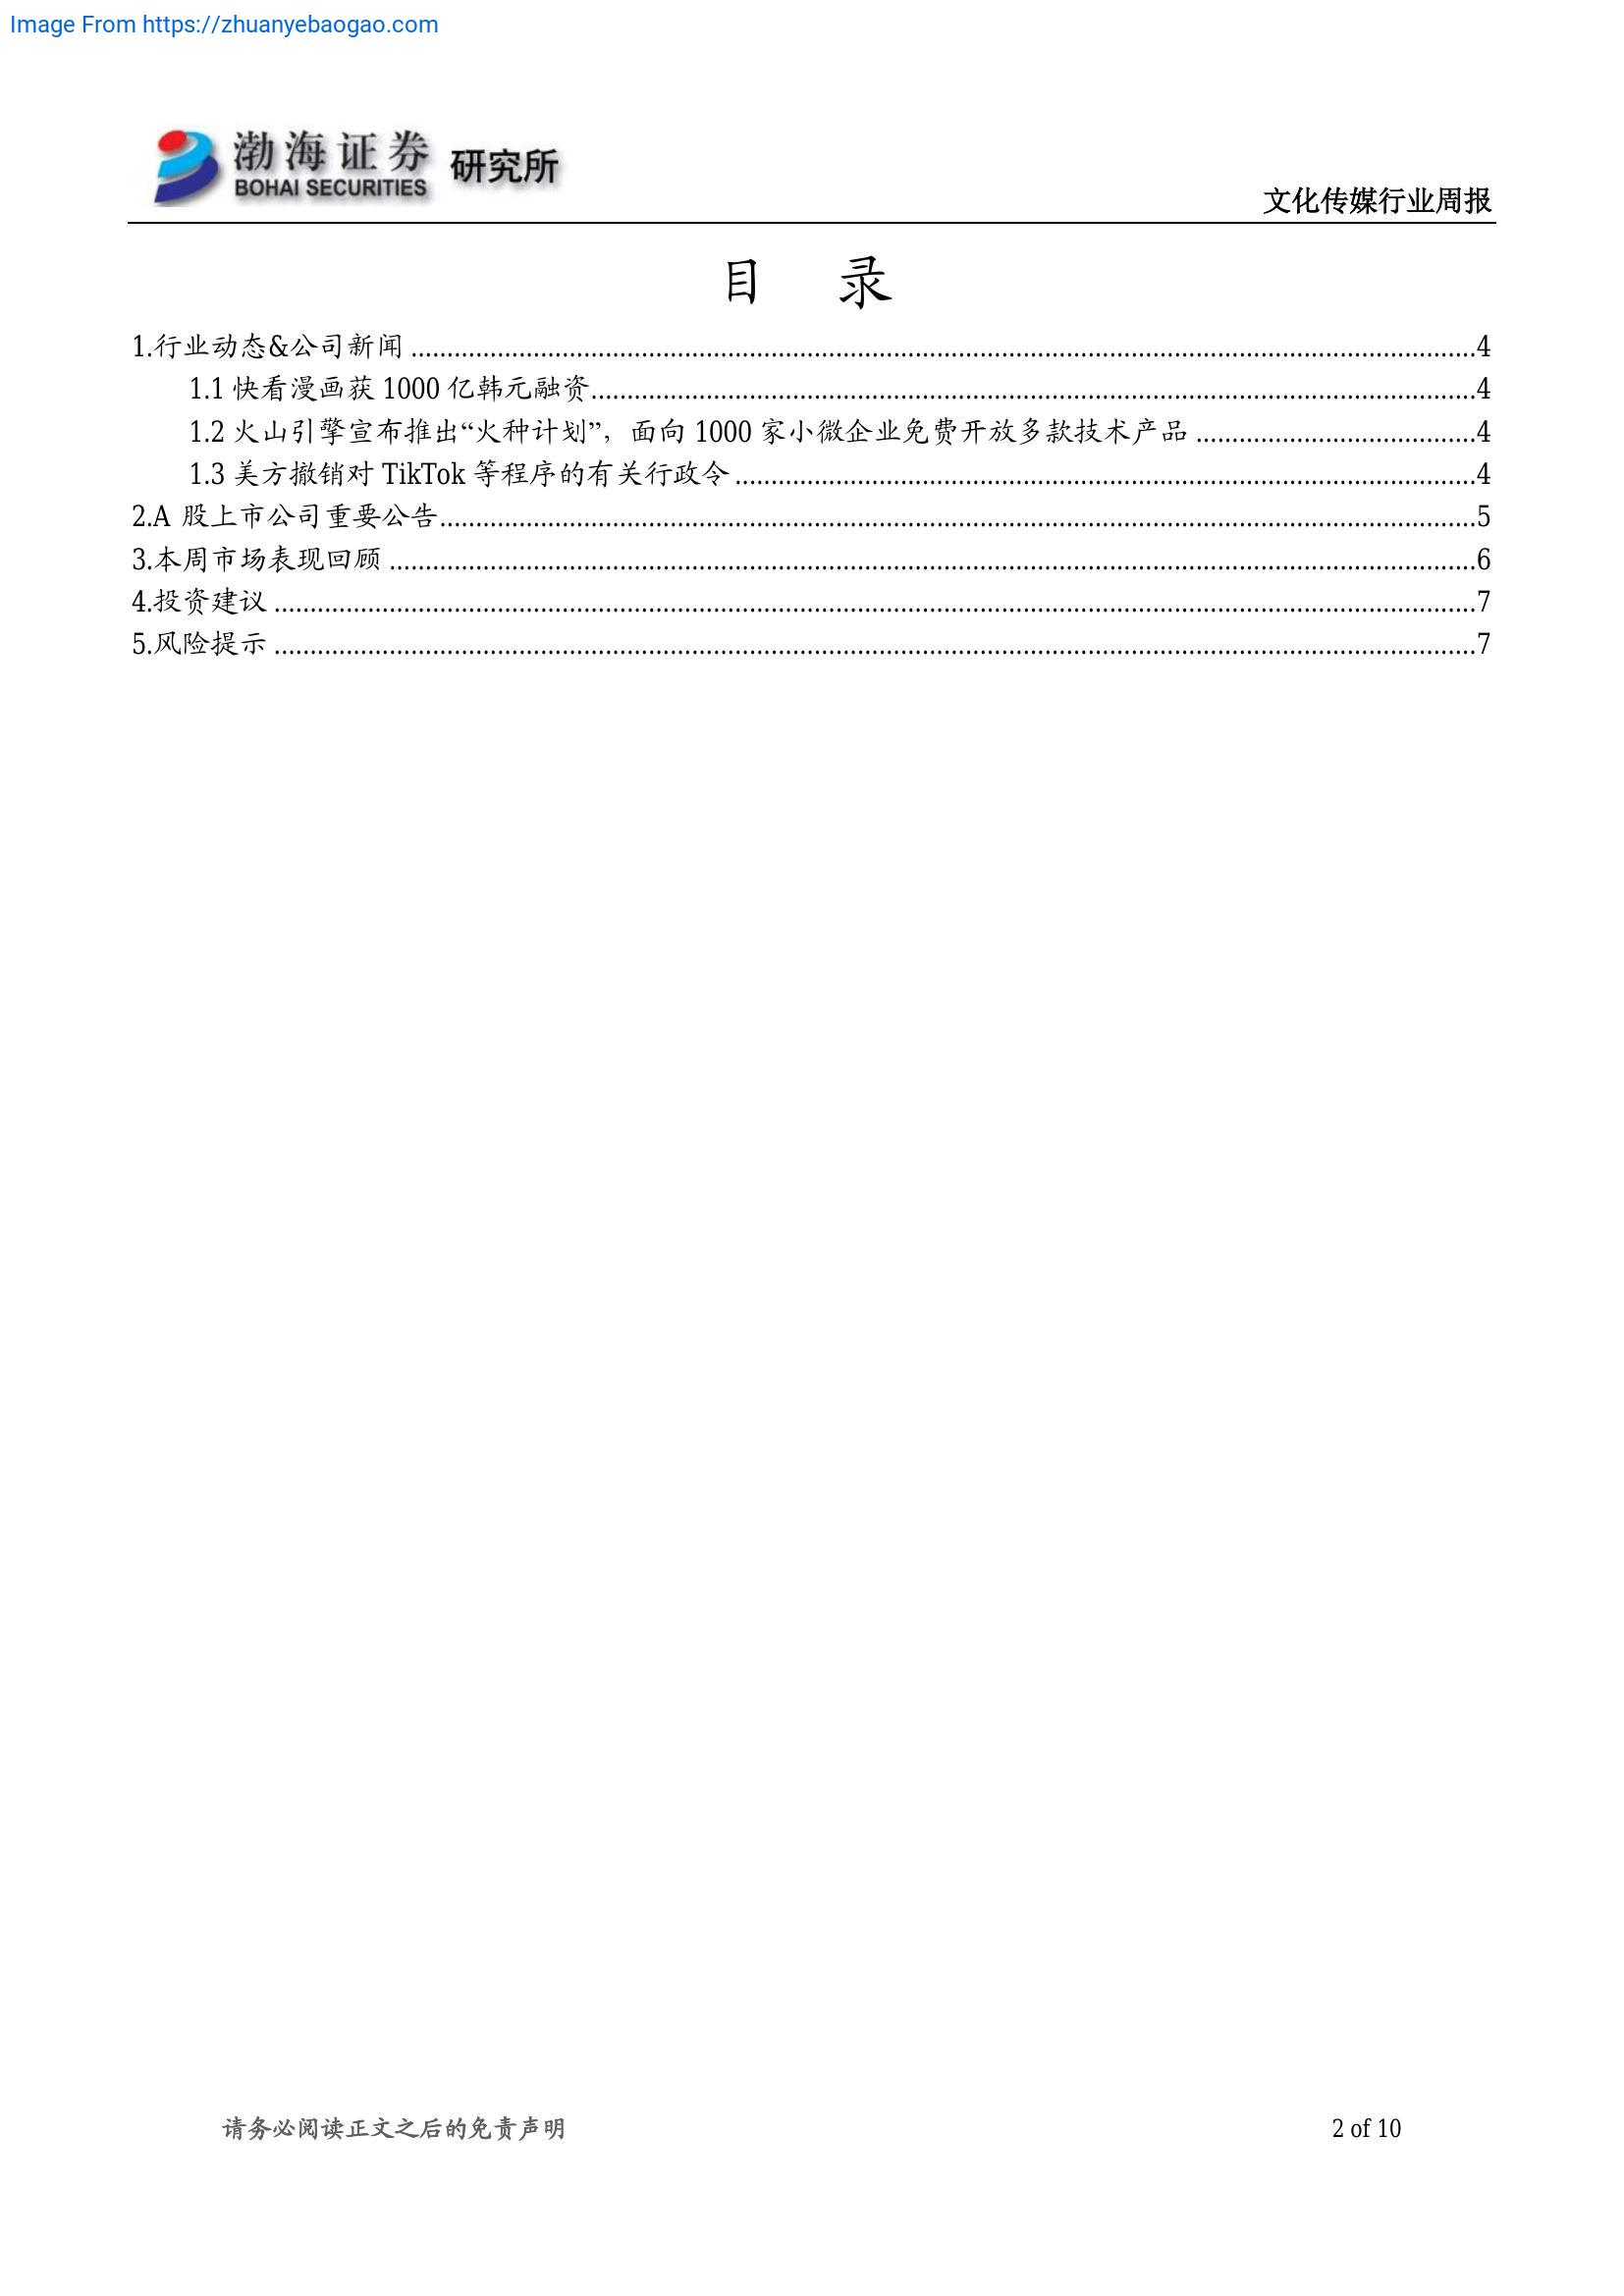 Image From https://zhuanyebaogao.com
渤海证券 研究所
BOHAI SECURITIES
文化传媒行业周报
目 录
1.行业动态&公司新闻 ........................................ 4
1.1 快看漫画获 1000 亿韩元融资........................................ 4
1.2 火山引擎宣布推出“火种计划”，面向 1000 家小微企业免费开放多款技术产品 ........................................ 4
1.3 美方撤销对 TikTok 等程序的有关行政令 ........................................ 4
2.A 股上市公司重要公告........................................ 5
3.本周市场表现回顾 ........................................ 6
4.投资建议 ........................................ 7
5.风险提示 ........................................ 7
请务必阅读正文之后的免责声明 2 of 10